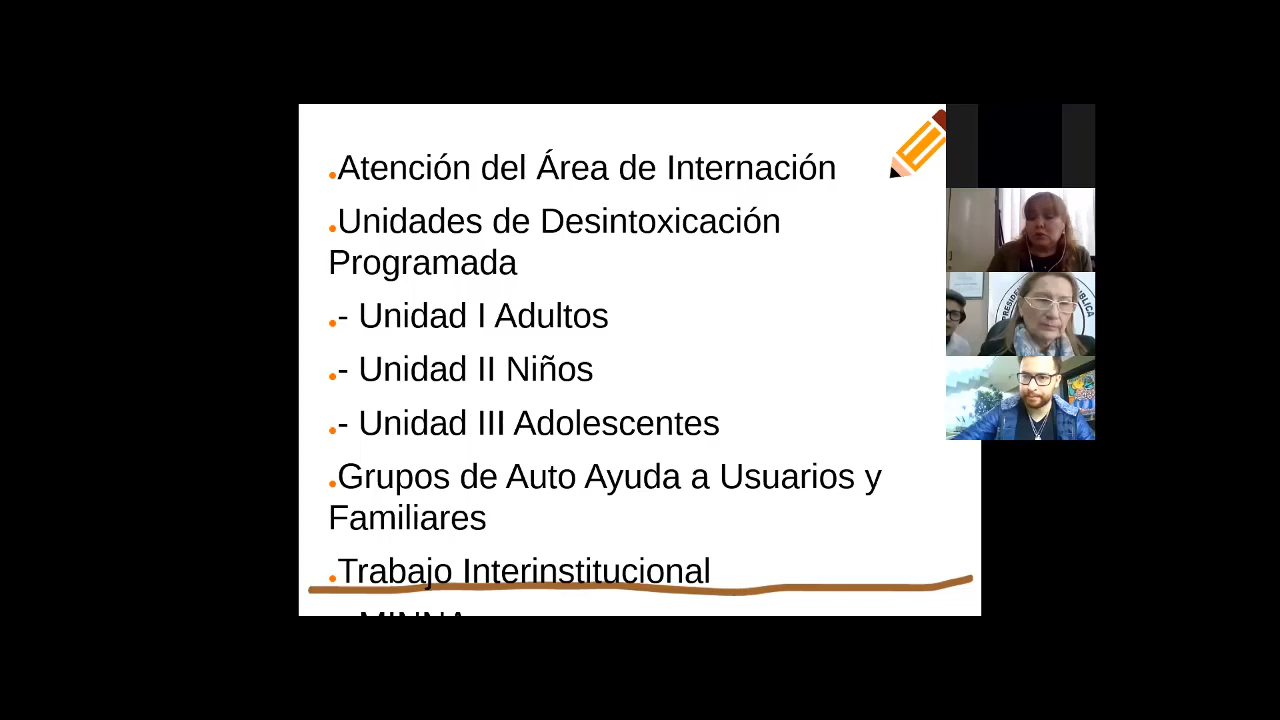 Atención del Área de Internación
Unidades de Desintoxicación
Programada
- Unidad I Adultos
- Unidad II Niños
- Unidad III Adolescentes
Grupos de Auto Ayuda a Usuarios y
Familiares
Trabajo Interinstitucional
- MINNA